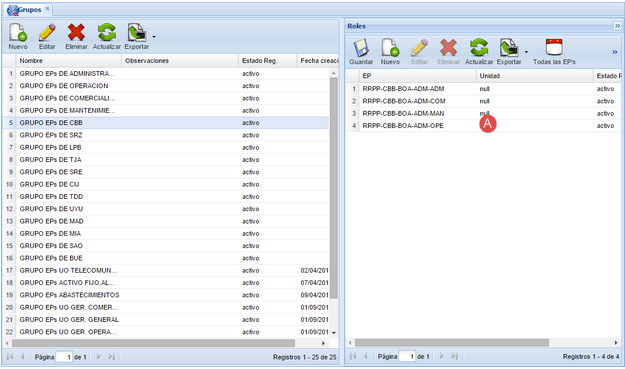 Grupos
Nuevo Editar Eliminar Actualizar Exportar
Nombre Observaciones Estado Reg. Fecha creació
1 GRUPO EPs DE ADMINISTRA... activo
2 GRUPO EPs DE OPERACION activo
3 GRUPO EPs DE COMERCIALI... activo
4 GRUPO EPs DE MANTENIMIE... activo
5 GRUPO EPs DE CBB activo
6 GRUPO EPs DE SRZ activo
7 GRUPO EPs DE LPB activo
8 GRUPO EPs DE TJA activo
9 GRUPO EPs DE SRE activo
10 GRUPO EPs DE CIJ activo
11 GRUPO EPs DE TDD activo
12 GRUPO EPs DE UYU activo
13 GRUPO EPs DE MAD activo
14 GRUPO EPs DE MIA activo
15 GRUPO EPs DE SAO activo
16 GRUPO EPs DE BUE activo
17 GRUPO EPs UO TELECOMUN... activo 02/04/201
18 GRUPO EPs ACTIVO FIJO,AL... activo 07/04/201
19 GRUPO EPs ABASTECIMIENTOS activo 09/04/201
20 GRUPO EPs UO GER. COMER... activo 01/09/201
21 GRUPO EPs UO GER. GENERAL activo 01/09/201
22 GRUPO EPs UO GER. OPERA... activo 01/09/201
Página 1 de 1 Registros 1 - 25 de 25
Roles
Guardar Nuevo Editar Eliminar Actualizar Exportar Todas las EP's
EP Unidad Estado R
1 RRPP-CBB-BOA-ADM-ADM null activo
2 RRPP-CBB-BOA-ADM-COM null activo
3 RRPP-CBB-BOA-ADM-MAN null activo
4 RRPP-CBB-BOA-ADM-OPE A activo
Página 1 de 1 Registros 1 - 4 de 4